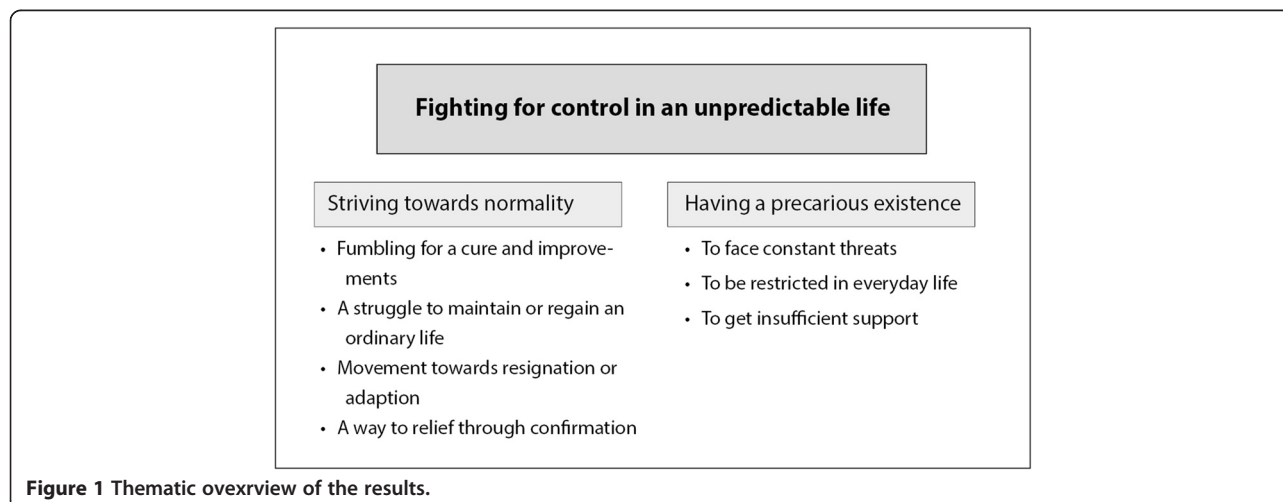 Fighting for control in an unpredictable life
Striving towards normality
• Fumbling for a cure and improve-
ments
• A struggle to maintain or regain an
ordinary life
• Movement towards resignation or
adaption
• A way to relief through confirmation
Having a precarious existence
• To face constant threats
• To be restricted in everyday life
• To get insufficient support
Figure 1 Thematic ovexrview of the results.